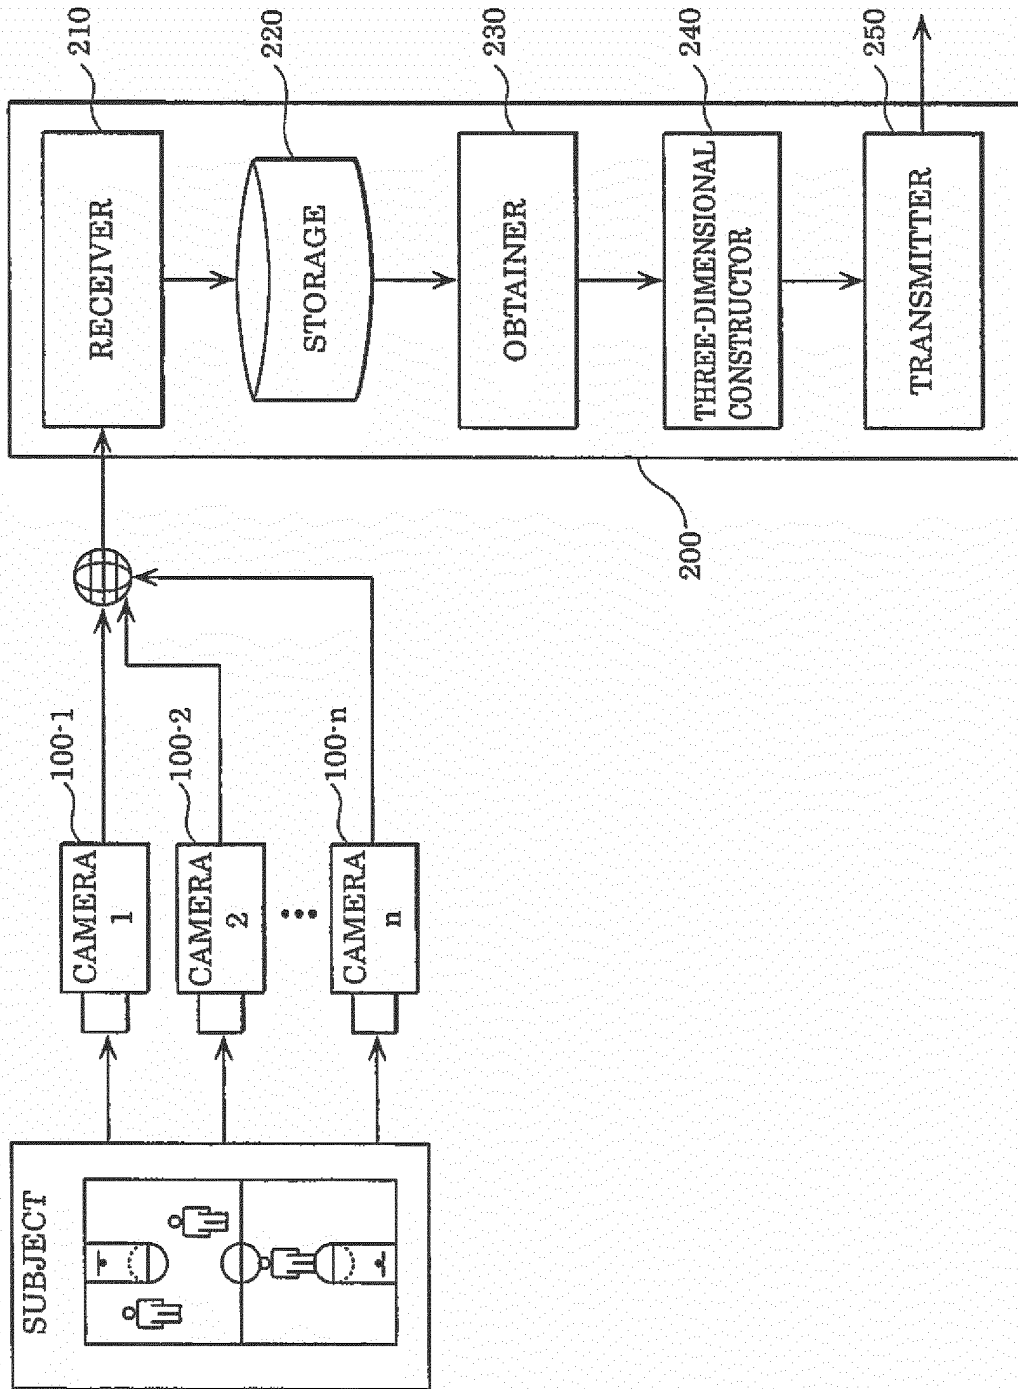 SUBJECT
CAMERA
1
100-1
CAMERA
2
100-2
CAMERA
n
100-n
200
RECEIVER
210
STORAGE
220
OBTAINER
230
THREE-DIMENSIONAL
CONSTRUCTOR
240
TRANSMITTER
250